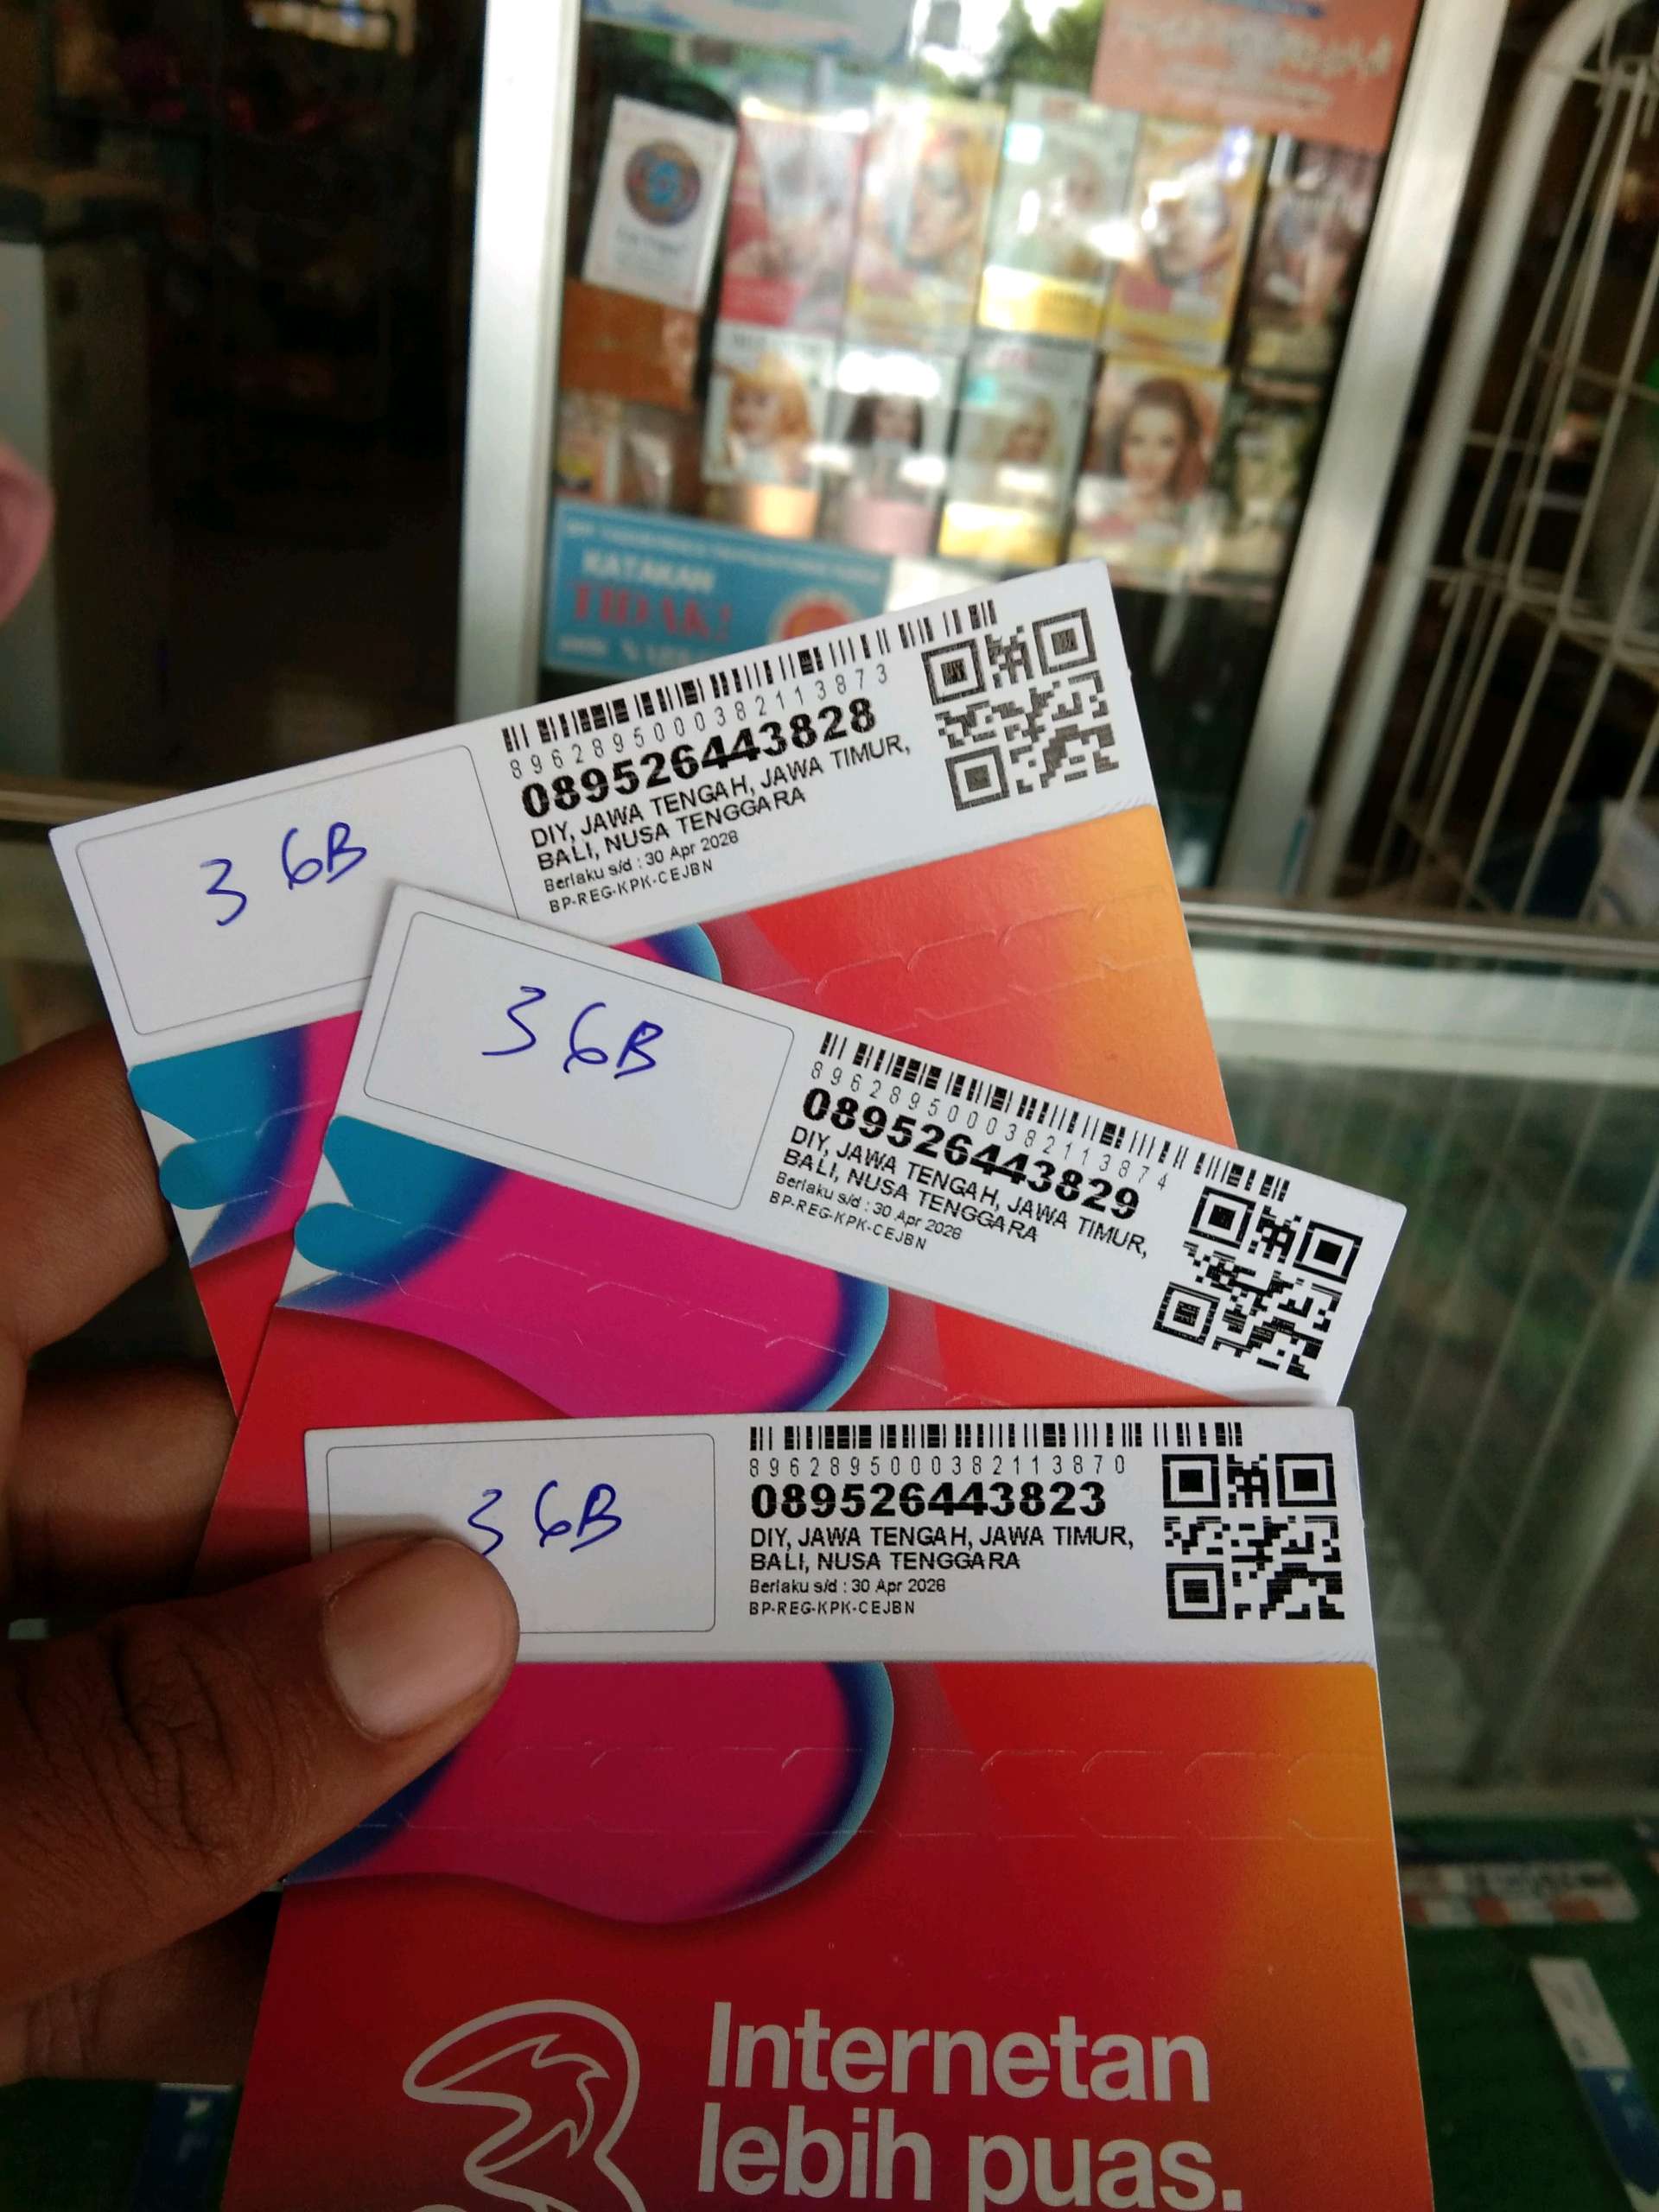 KATAKAN
TIDAK!
3 GB
8962895000382113873
089526443828
DIY, JAWA TENGAH, JAWA TIMUR,
BALI, NUSA TENGGARA
Berlaku s/d : 30 Apr 2028
BP-REG-KPK-CEJBN
3 GB
8962895000382113874
089526443829
DIY, JAWA TENGAH, JAWA TIMUR,
BALI, NUSA TENGGARA
Berlaku s/d : 30 Apr 2028
BP-REG-KPK-CEJBN
3 GB
8962895000382113870
089526443823
DIY, JAWA TENGAH, JAWA TIMUR,
BALI, NUSA TENGGARA
Berlaku s/d : 30 Apr 2028
BP-REG-KPK-CEJBN
Internetan
lebih puas.